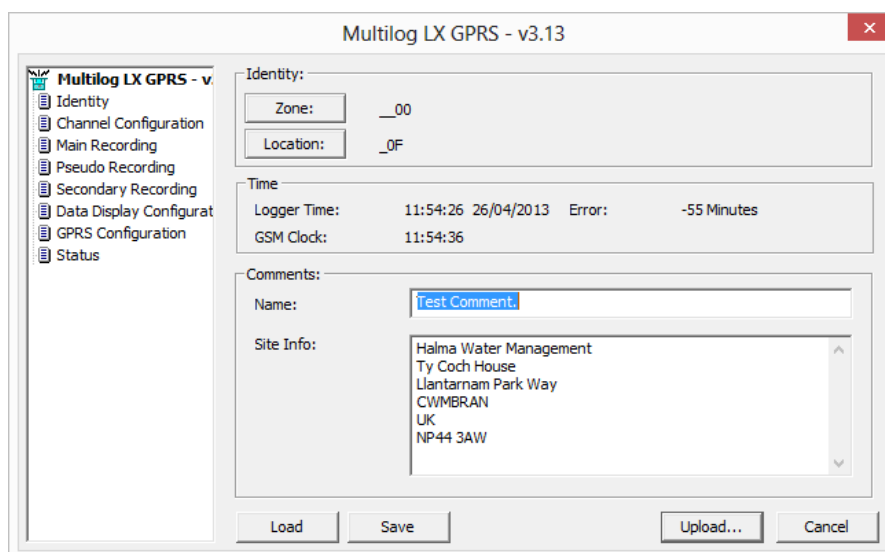 Multilog LX GPRS - v3.13
Multilog LX GPRS - v.
Identity
Channel Configuration
Main Recording
Pseudo Recording
Secondary Recording
Data Display Configurat
GPRS Configuration
Status
Identity:
Zone: __00
Location: _0F
Time
Logger Time: 11:54:26 26/04/2013 Error: -55 Minutes
GSM Clock: 11:54:36
Comments:
Name: Test Comment.
Site Info:
Halma Water Management
Ty Coch House
Llantarnam Park Way
CWMBRAN
UK
NP44 3AW
Load Save Upload... Cancel